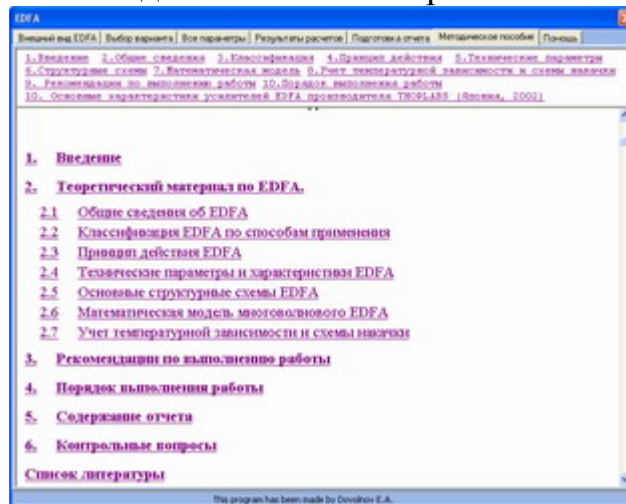 EDFA
Внешний вид EDFA Выбор варианта Все параметры Результаты расчетов Подготовка отчета Методическое пособие Помощь
1.Введение 2.Общие сведения 3.Классификация 4.Принцип действия 5.Технические параметры
6.Структурные схемы 7.Математическая модель 8.Учет температурной зависимости и схемы накачки
9. Рекомендации по выполнению работы 10.Порядок выполнения работы
10. Основные характеристики усилителей EDFA производителя THORLABS (Япония, 2002)
1. Введение
2. Теоретический материал по EDFA.
2.1 Общие сведения об EDFA
2.2 Классификация EDFA по способам применения
2.3 Принцип действия EDFA
2.4 Технические параметры и характеристики EDFA
2.5 Основные структурные схемы EDFA
2.6 Математическая модель многоволнового EDFA
2.7 Учет температурной зависимости и схемы накачки
3. Рекомендации по выполнению работы
4. Порядок выполнения работы
5. Содержание отчета
6. Контрольные вопросы
Список литературы
This program has been made by Dovolnov E.A.